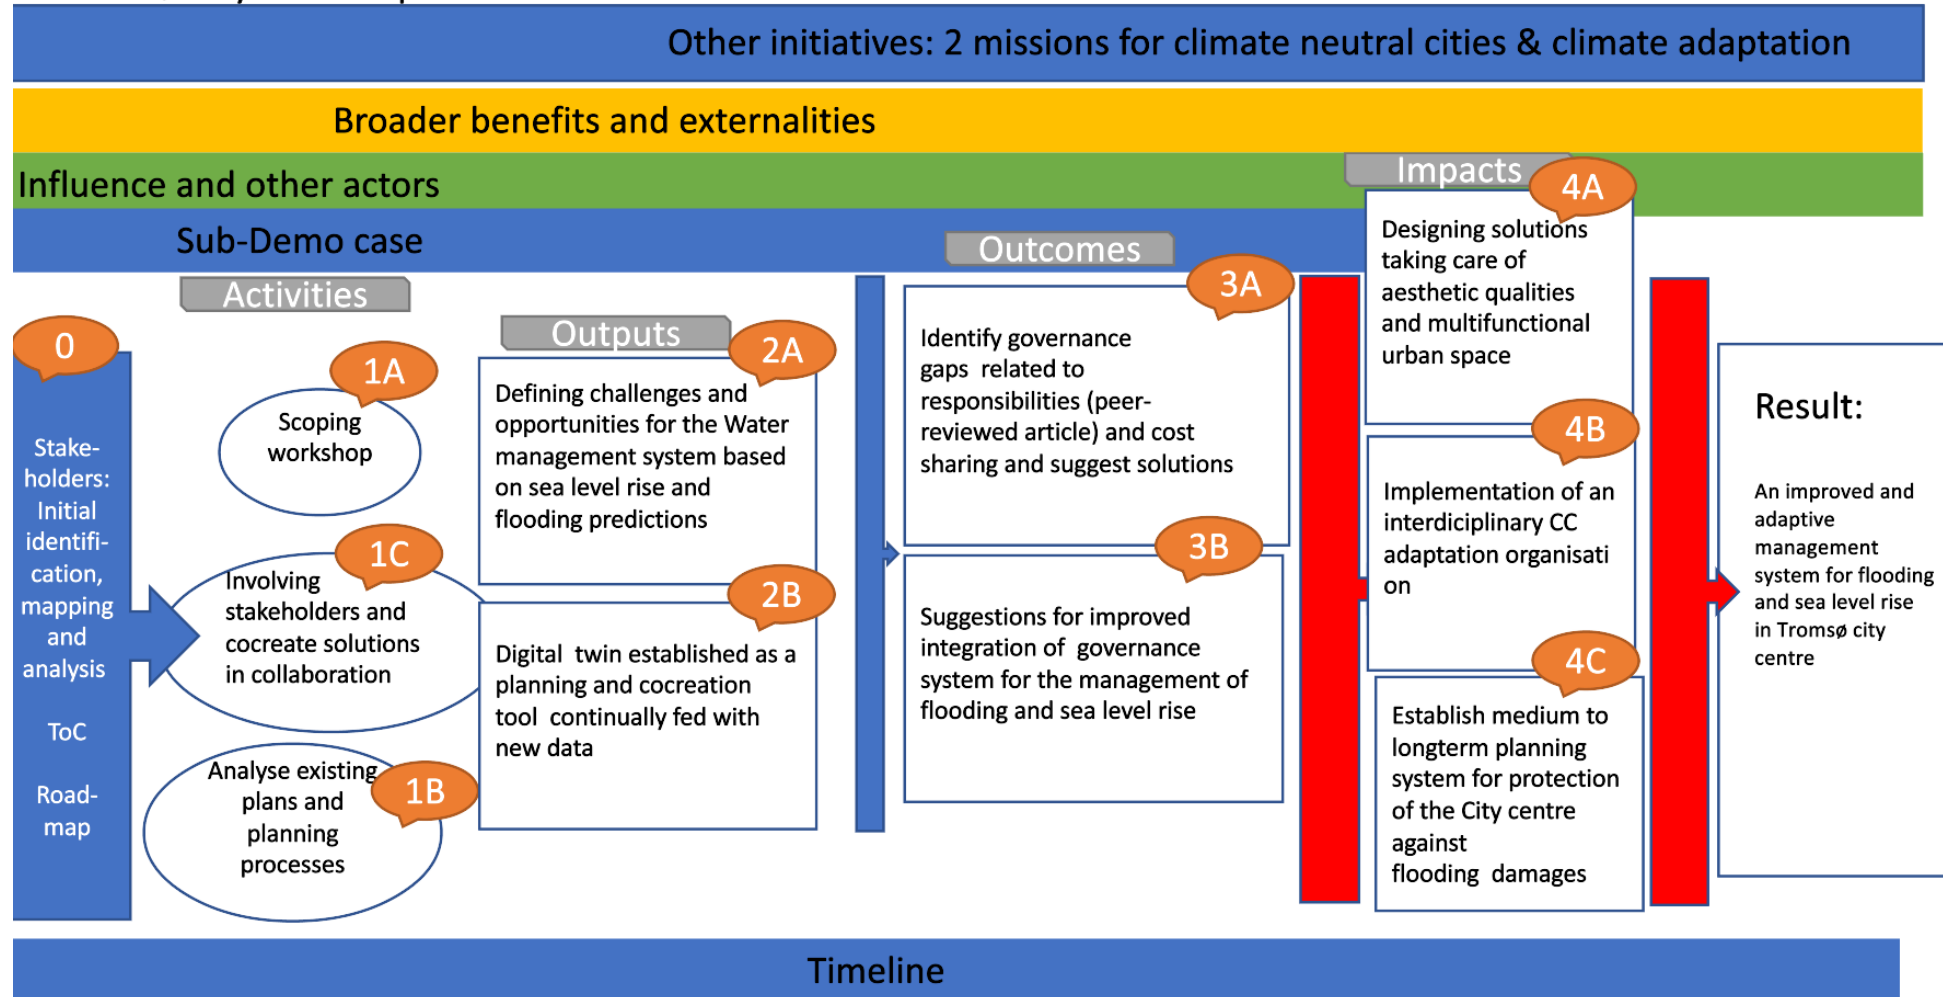 Other initiatives: 2 missions for climate neutral cities & climate adaptation
Broader benefits and externalities
Influence and other actors
Sub-Demo case
Activities
Outputs
Outcomes
Impacts
0
Stake-
holders:
Initial
identifi-
cation,
mapping
and
analysis
ToC
Road-
map
1A
Scoping
workshop
1C
Involving
stakeholders and
cocreate solutions
in collaboration
1B
Analyse existing
plans and
planning
processes
2A
Defining challenges and
opportunities for the Water
management system based
on sea level rise and
flooding predictions
2B
Digital twin established as a
planning and cocreation
tool continually fed with
new data
3A
Identify governance
gaps related to
responsibilities (peer-
reviewed article) and cost
sharing and suggest solutions
3B
Suggestions for improved
integration of governance
system for the management of
flooding and sea level rise
4A
Designing solutions
taking care of
aesthetic qualities
and multifunctional
urban space
4B
Implementation of an
interdiciplinary CC
adaptation organisati
on
4C
Establish medium to
longterm planning
system for protection
of the City centre
against
flooding damages
Result:
An improved and
adaptive
management
system for flooding
and sea level rise
in Tromsø city
centre
Timeline